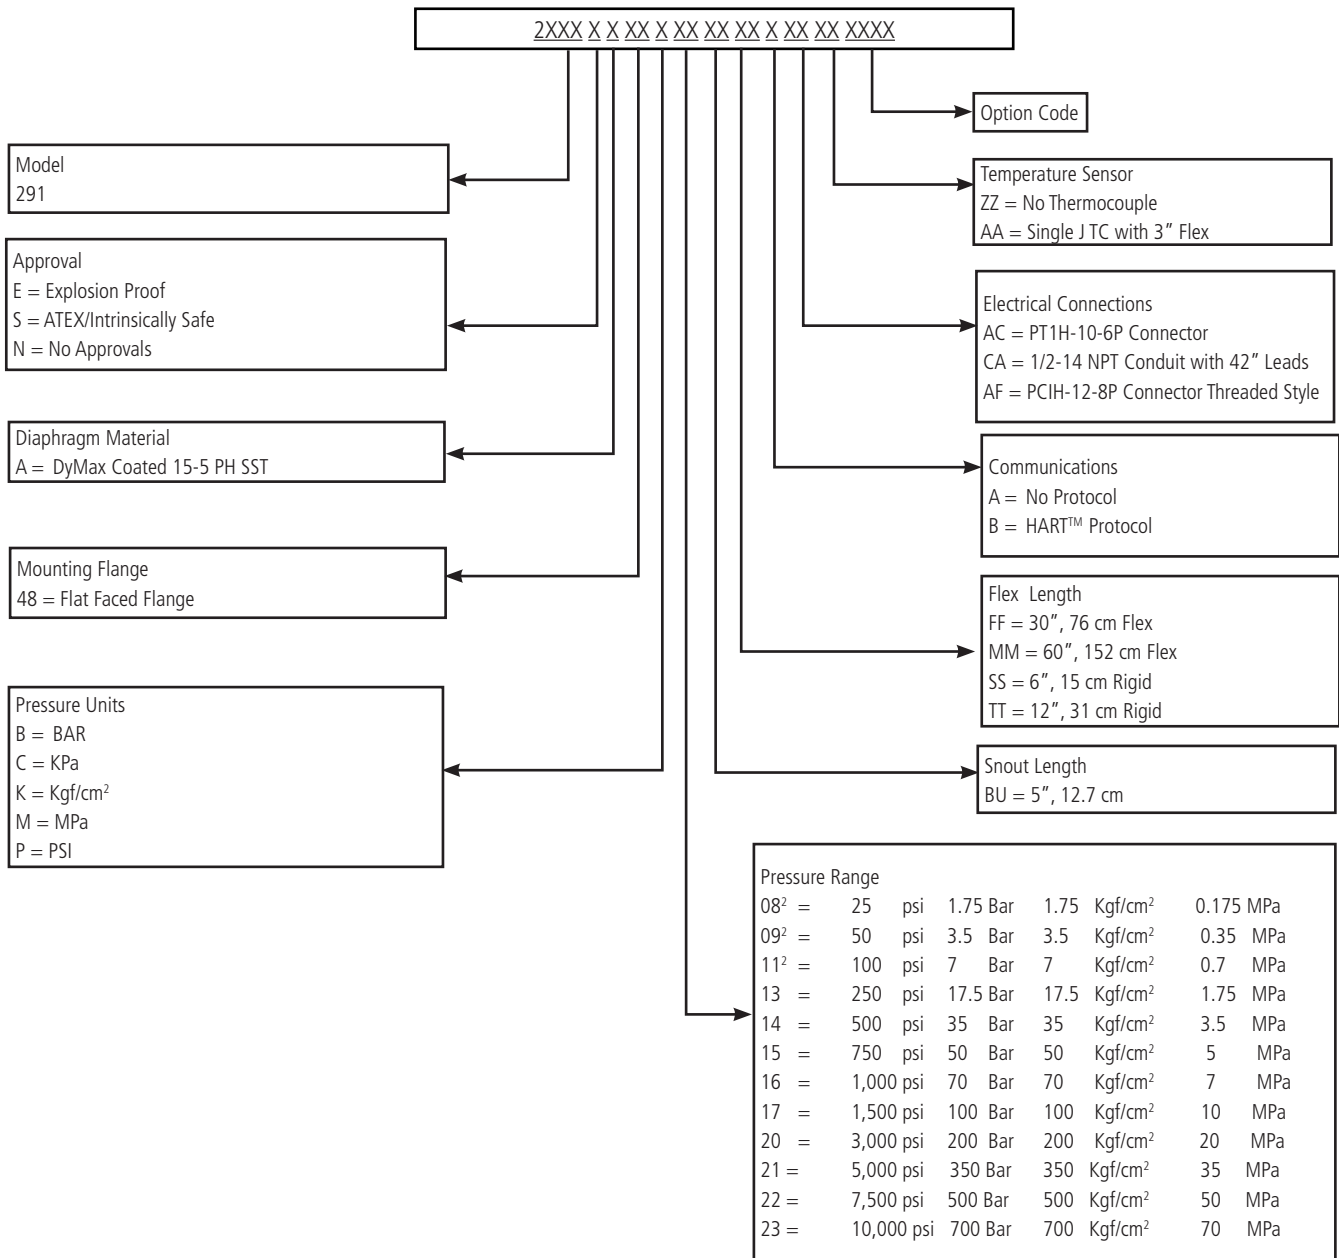 2XXX X X XX X XX XX XX X XX XX XXXX
Option Code
Model
291
Temperature Sensor
ZZ = No Thermocouple
AA = Single J TC with 3” Flex
Approval
E = Explosion Proof
S = ATEX/Intrinsically Safe
N = No Approvals
Electrical Connections
AC = PT1H-10-6P Connector
CA = 1/2-14 NPT Conduit with 42” Leads
AF = PCIH-12-8P Connector Threaded Style
Diaphragm Material
A = DyMax Coated 15-5 PH SST
Communications
A = No Protocol
B = HART™ Protocol
Mounting Flange
48 = Flat Faced Flange
Flex Length
FF = 30”, 76 cm Flex
MM = 60”, 152 cm Flex
SS = 6”, 15 cm Rigid
TT = 12”, 31 cm Rigid
Pressure Units
B = BAR
C = KPa
K = Kgf/cm²
M = MPa
P = PSI
Snout Length
BU = 5”, 12.7 cm
Pressure Range
08² = 25 psi 1.75 Bar 1.75 Kgf/cm² 0.175 MPa
09² = 50 psi 3.5 Bar 3.5 Kgf/cm² 0.35 MPa
11² = 100 psi 7 Bar 7 Kgf/cm² 0.7 MPa
13 = 250 psi 17.5 Bar 17.5 Kgf/cm² 1.75 MPa
14 = 500 psi 35 Bar 35 Kgf/cm² 3.5 MPa
15 = 750 psi 50 Bar 50 Kgf/cm² 5 MPa
16 = 1,000 psi 70 Bar 70 Kgf/cm² 7 MPa
17 = 1,500 psi 100 Bar 100 Kgf/cm² 10 MPa
20 = 3,000 psi 200 Bar 200 Kgf/cm² 20 MPa
21 = 5,000 psi 350 Bar 350 Kgf/cm² 35 MPa
22 = 7,500 psi 500 Bar 500 Kgf/cm² 50 MPa
23 = 10,000 psi 700 Bar 700 Kgf/cm² 70 MPa